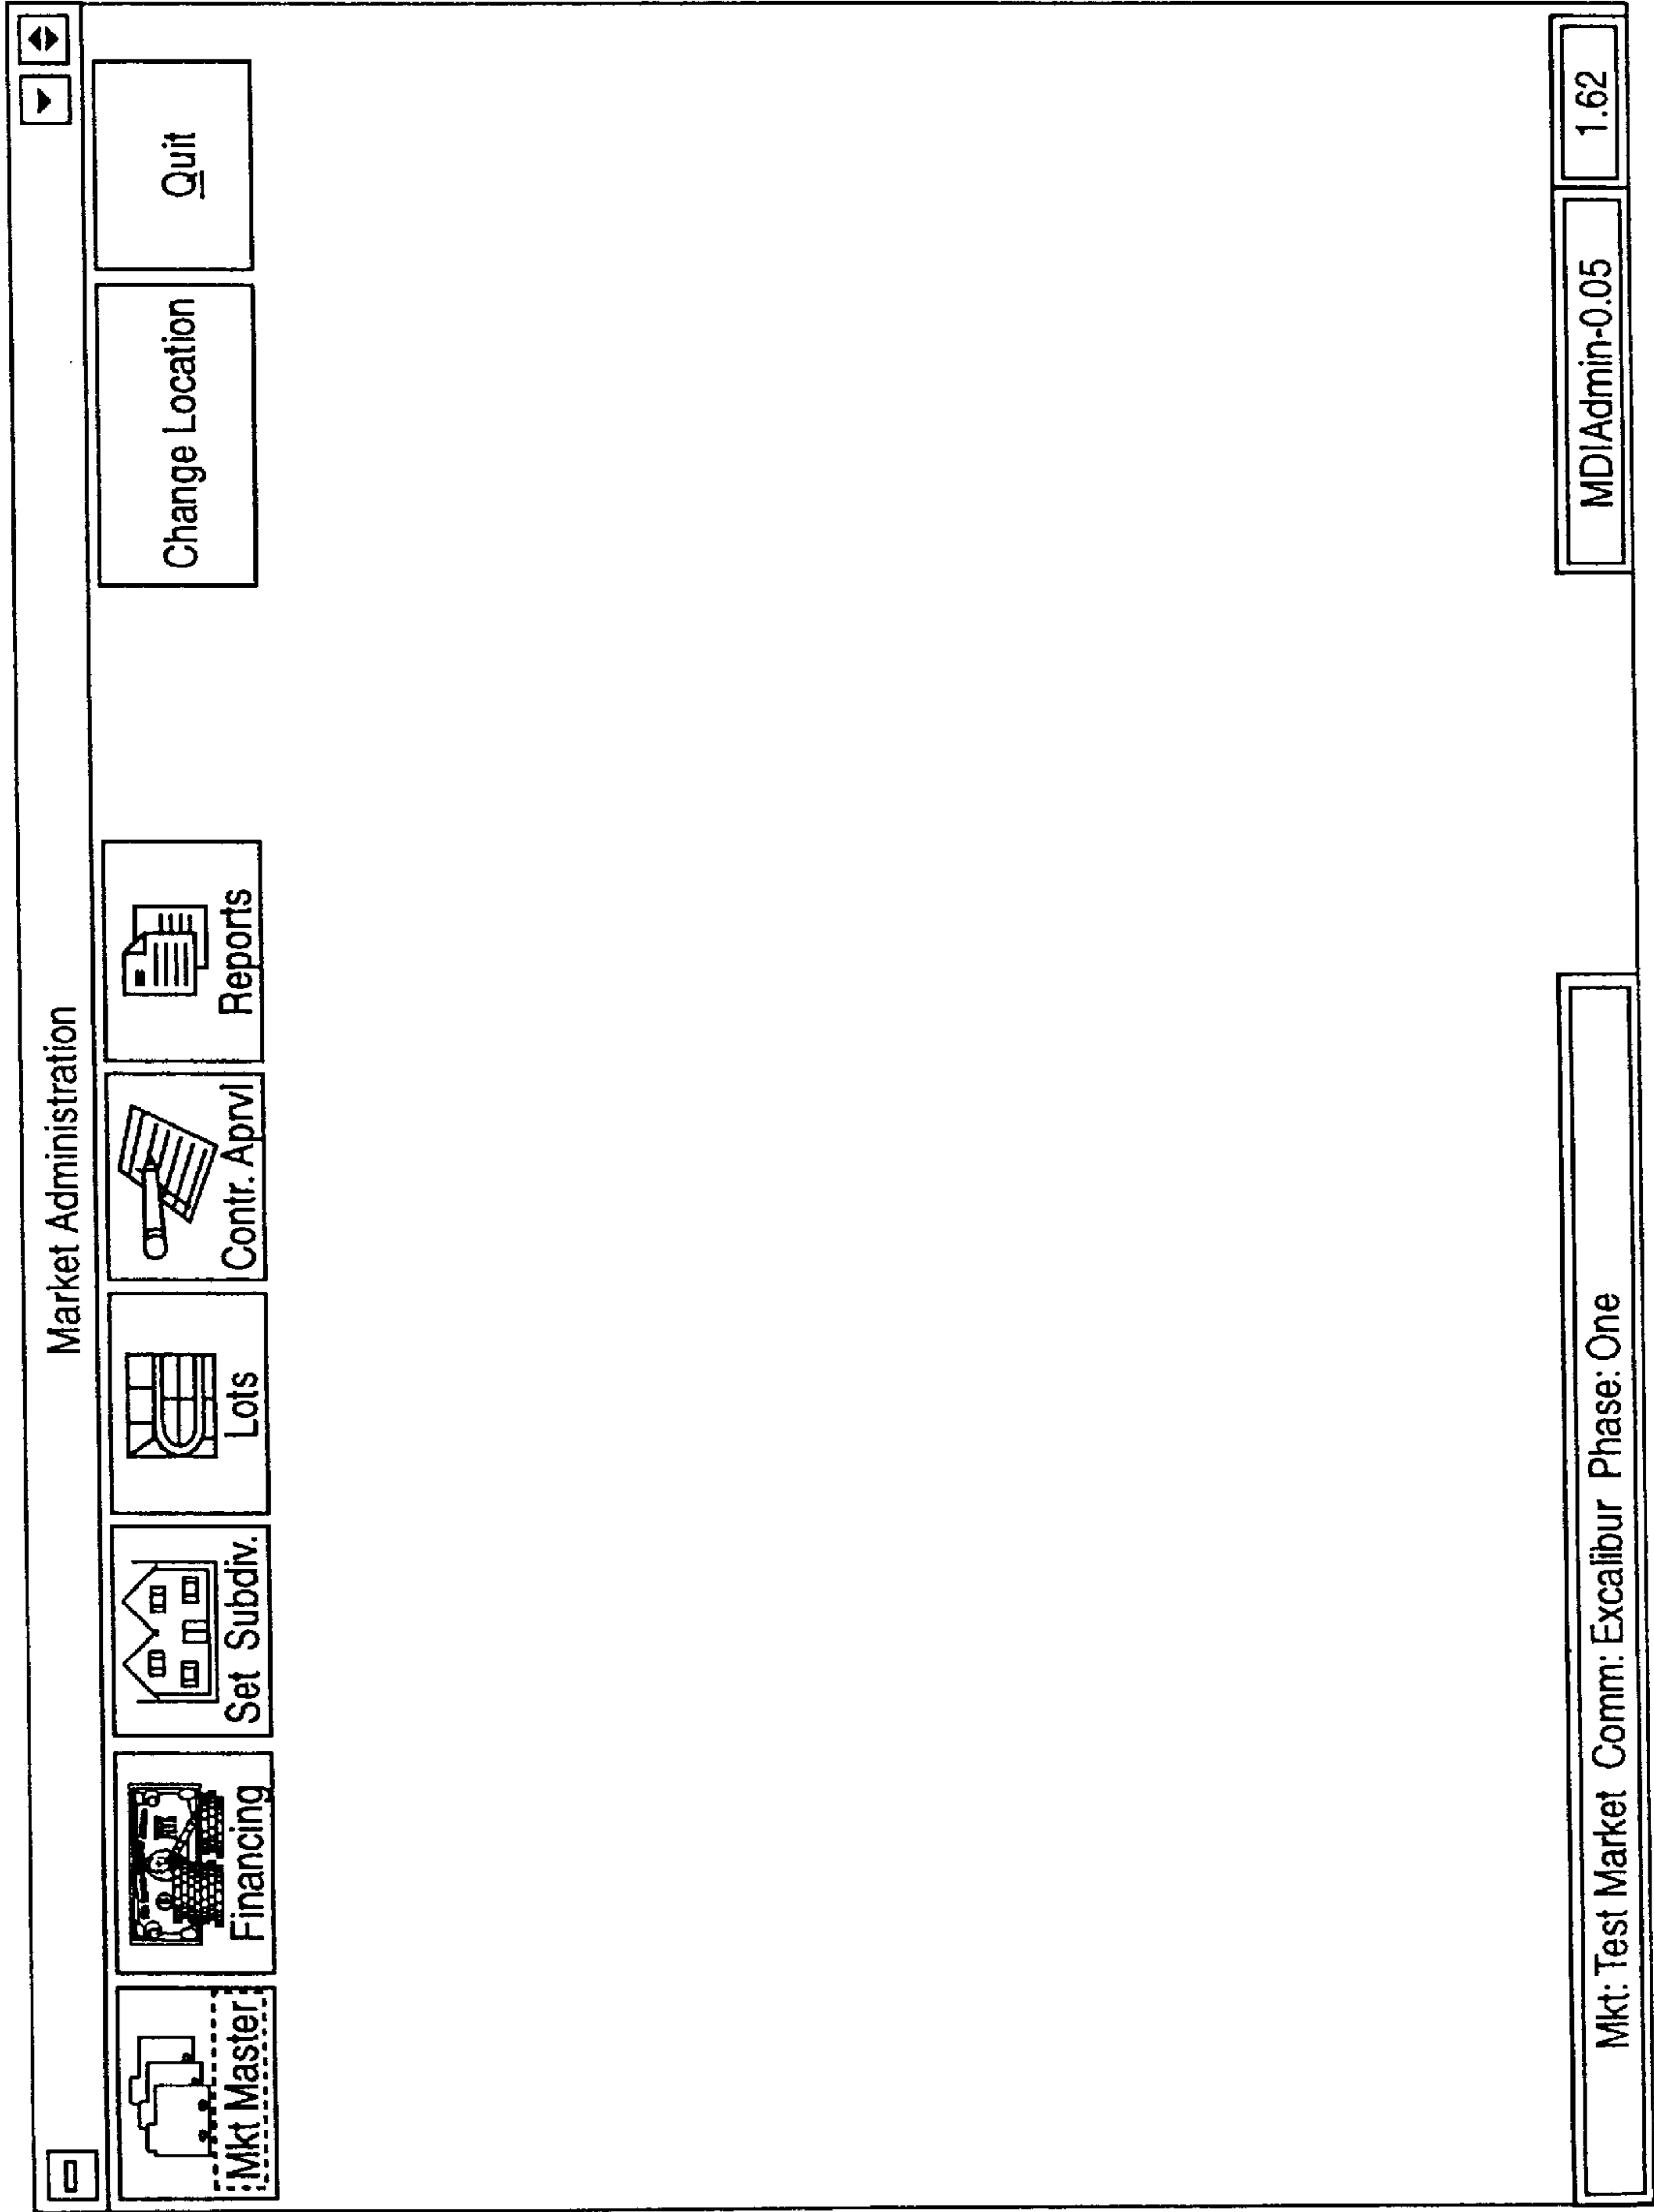 Market Administration
Mkt Master
Financing
Set Subdiv.
Lots
Contr. Aprvl
Reports
Change Location
Quit
Mkt: Test Market Comm: Excalibur Phase: One
MDIAdmin-0.05
1.62